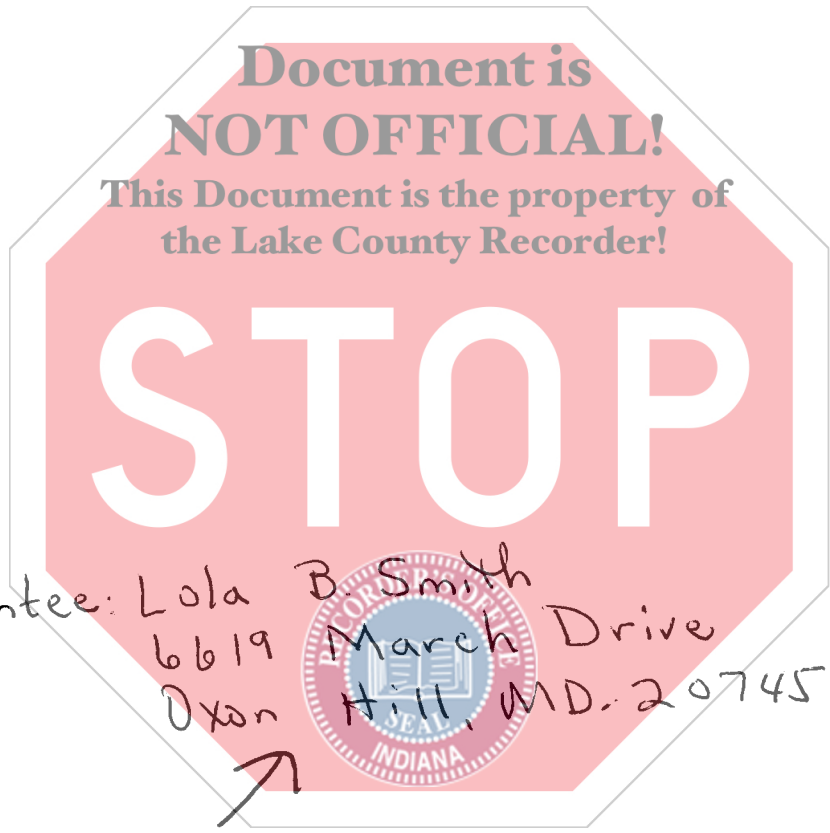 Document is
NOT OFFICIAL!
This Document is the property of
the Lake County Recorder!
STOP
ntee: Lola B. Smith
6619 March Drive
Oxon Hill, MD. 20745
SEAL
INDIANA